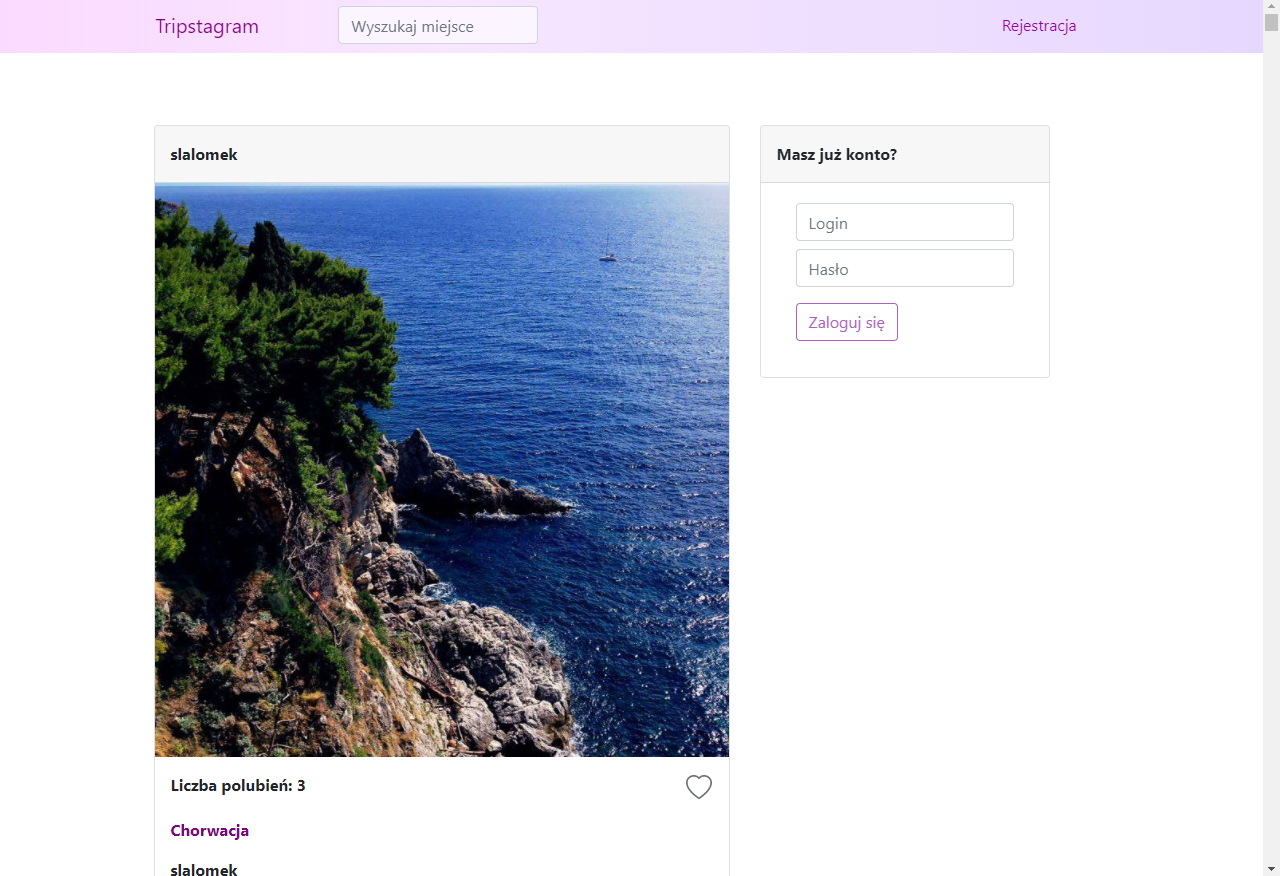 Tripstagram
Wyszukaj miejsce
Rejestracja
slalomek
Masz już konto?
Login
Hasło
Zaloguj się
Liczba polubień: 3
Chorwacja
slalomek